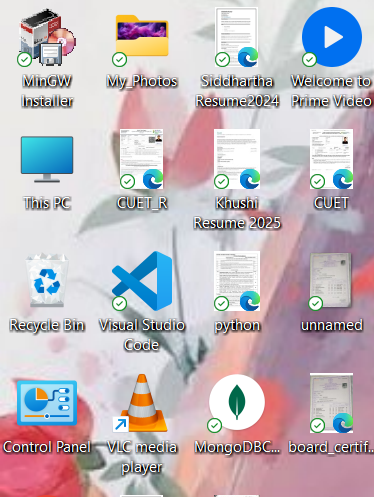 MinGW
Installer
My_Photos
Siddhartha
Resume2024
Welcome to
Prime Video
This PC
CUET_R
Khushi
Resume 2025
CUET
Recycle Bin
Visual Studio
Code
python
unnamed
Control Panel
VLC media
player
MongoDBC...
board_certif...